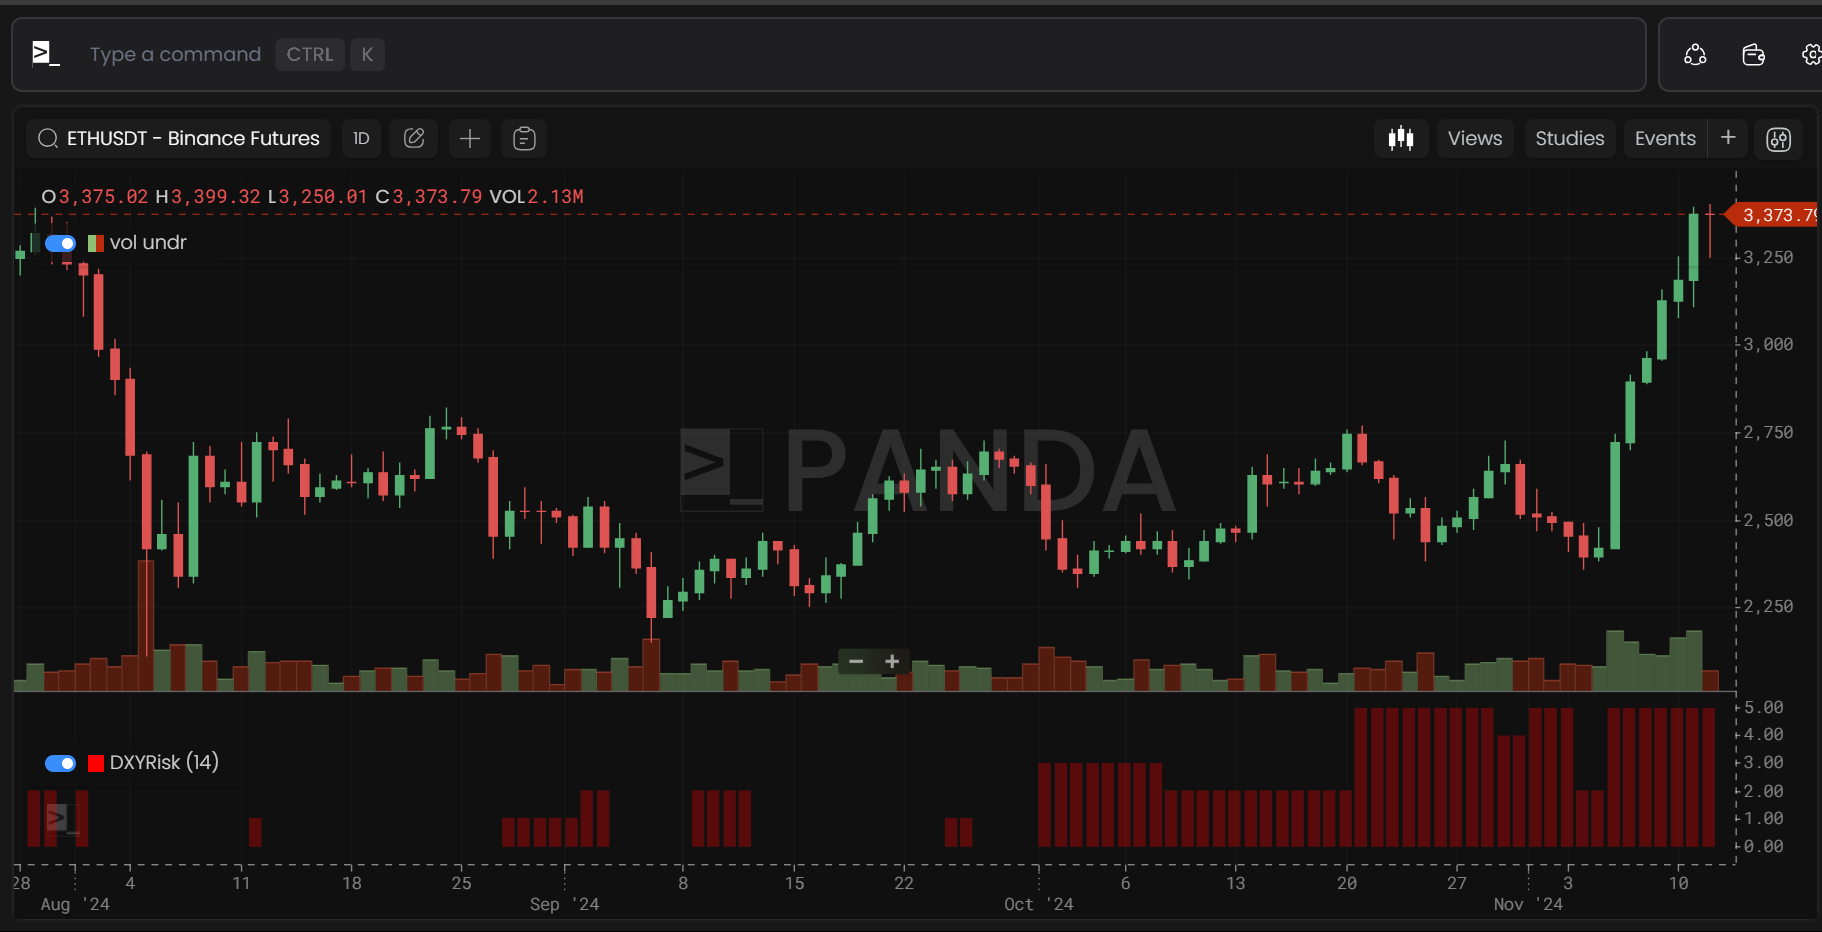 >_ Type a command CTRL K
ETHUSDT - Binance Futures 1D Views Studies Events +
O3,375.02 H3,399.32 L3,250.01 C3,373.79 VOL2.13M
3,373.79
vol undr
3,250
3,000
2,750
>_ PANDA
2,500
2,250
− +
5.00
4.00
DXYRisk (14)
3.00
2.00
1.00
0.00
28 4 11 18 25 8 15 22 6 13 20 27 3 10
Aug '24 Sep '24 Oct '24 Nov '24